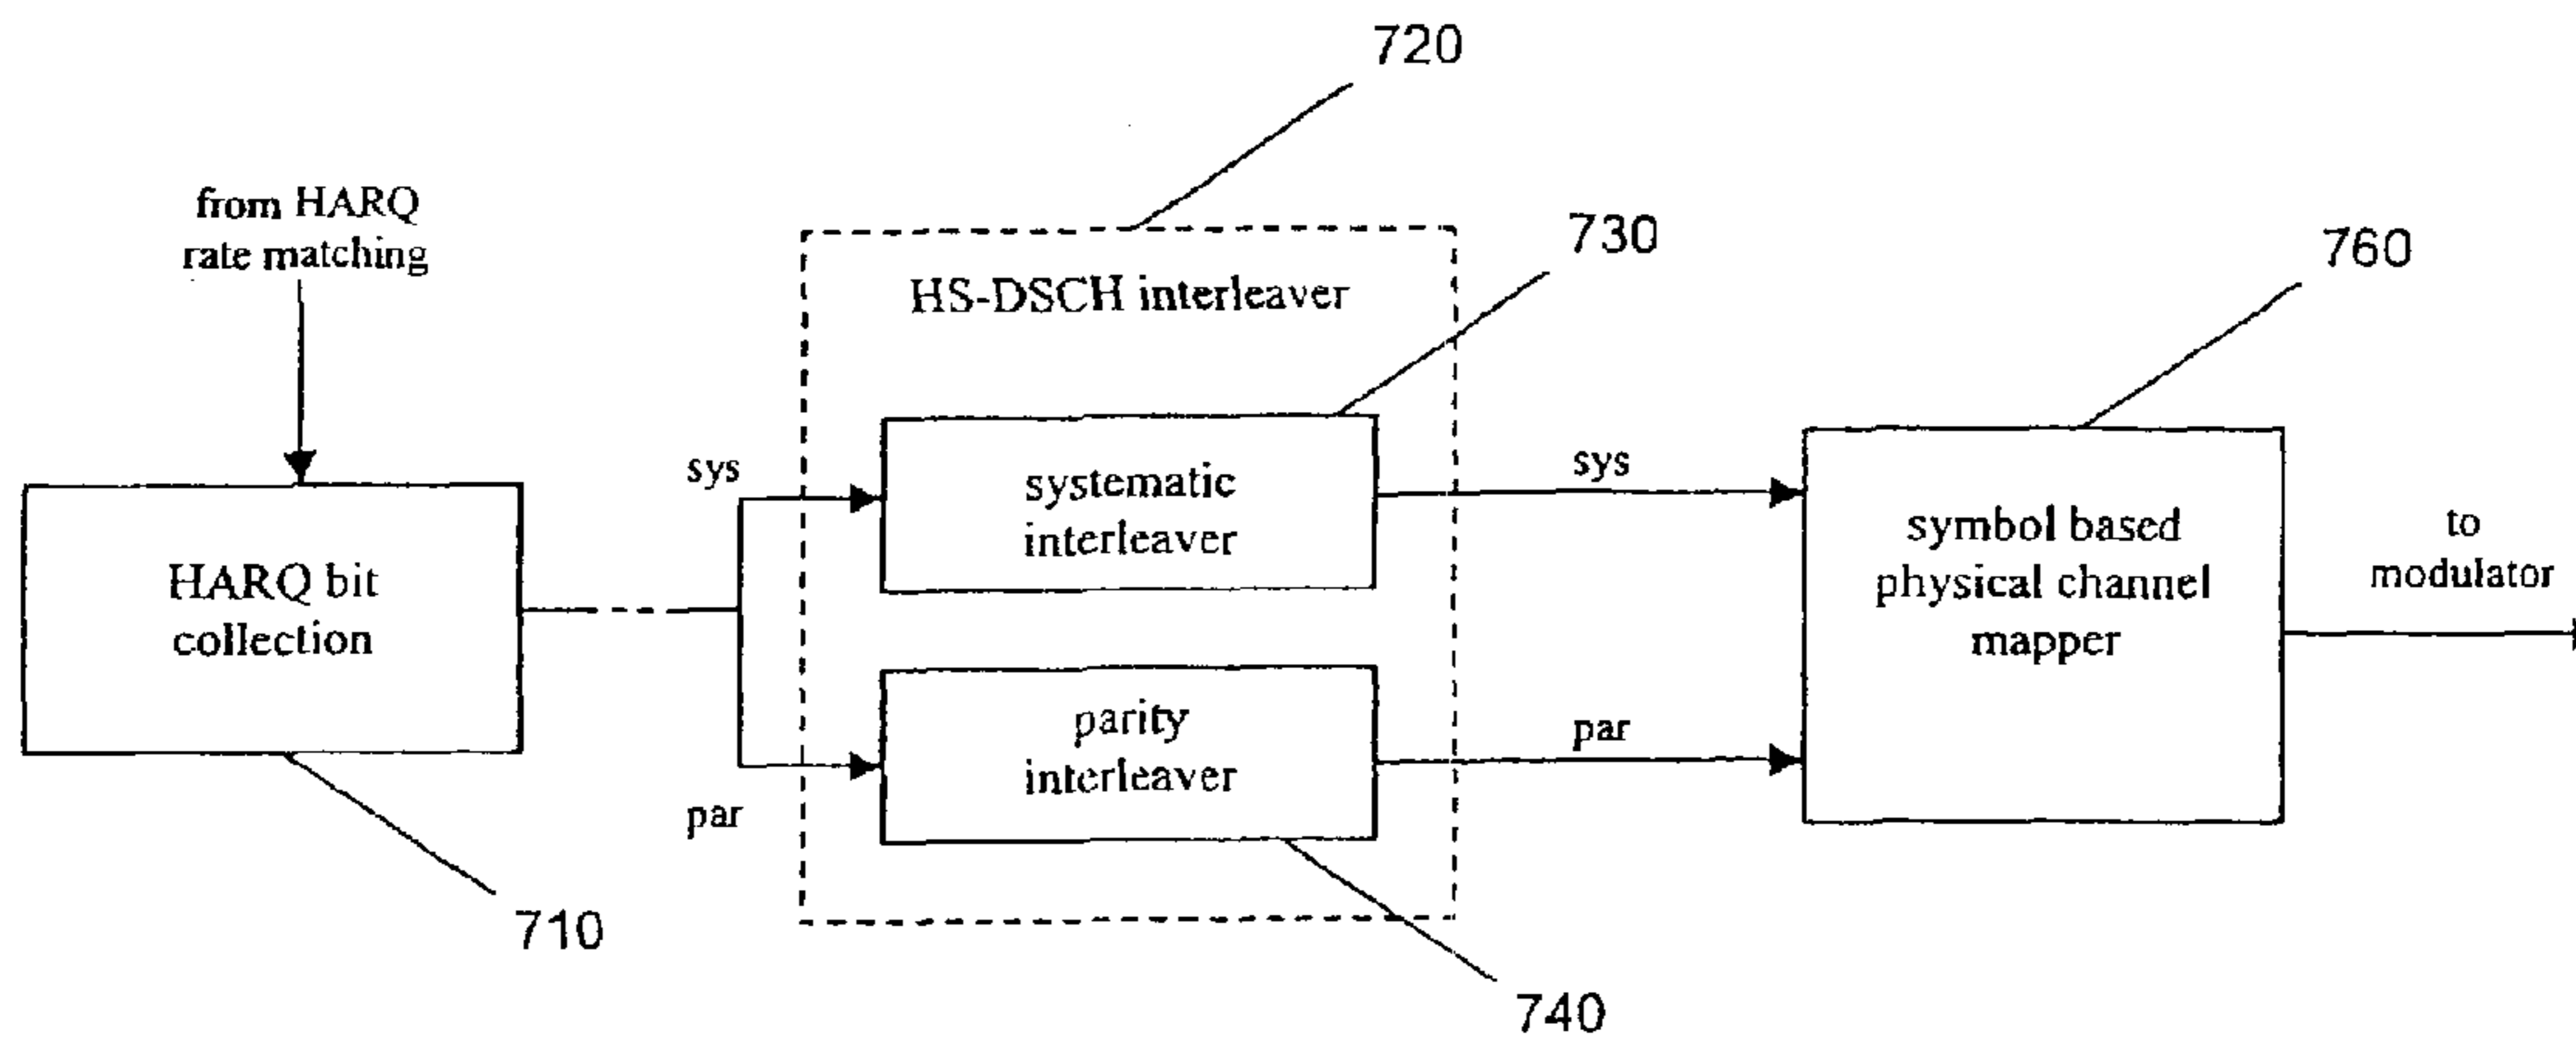 720
from HARQ
rate matching
730
760
HS-DSCH interleaver
sys
systematic
interleaver
sys
symbol based
physical channel
mapper
to
modulator
HARQ bit
collection
parity
interleaver
par
par
710
740